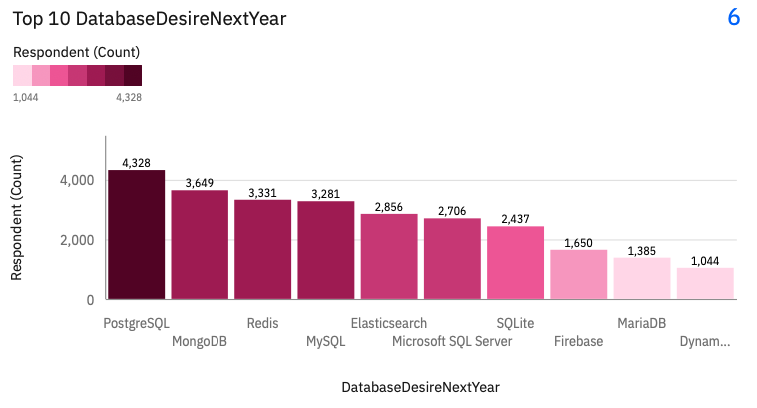 Top 10 DatabaseDesireNextYear
6
Respondent (Count)
1,044 4,328
Respondent (Count)
4,000
2,000
0
4,328
3,649
3,331
3,281
2,856
2,706
2,437
1,650
1,385
1,044
PostgreSQL Redis Elasticsearch SQLite MariaDB
MongoDB MySQL Microsoft SQL Server Firebase Dynam...
DatabaseDesireNextYear